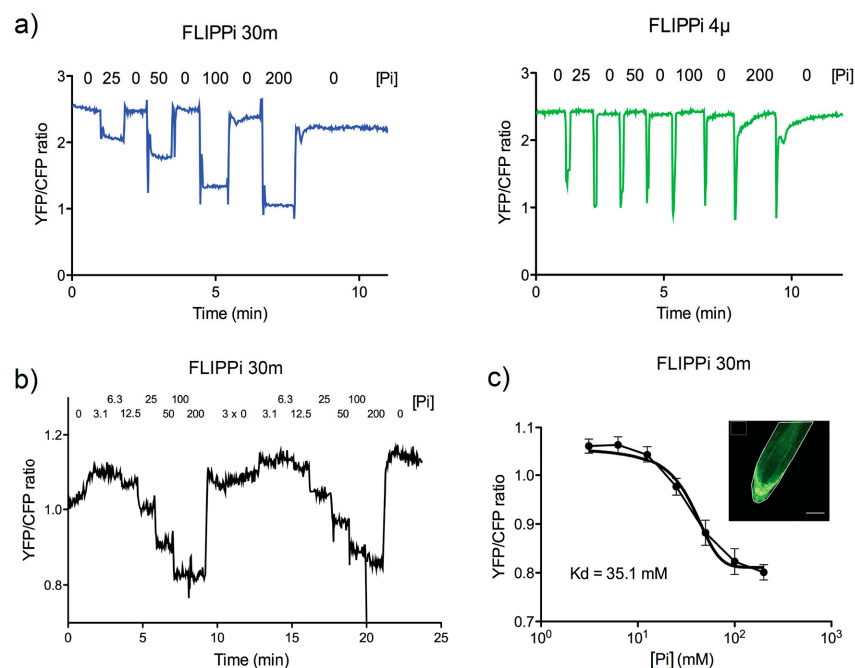 a)
FLIPPi 30m
0 25 0 50 0 100 0 200 0 [Pi]
3
2
1
0
YFP/CFP ratio
0 5 10
Time (min)
FLIPPi 4µ
0 25 0 50 0 100 0 200 0 [Pi]
3
2
1
0
YFP/CFP ratio
0 5 10
Time (min)
b)
FLIPPi 30m
6.3 25 100 6.3 25 100 [Pi]
0 3.1 12.5 50 200 3 x 0 3.1 12.5 50 200 0
1.2
1.0
0.8
YFP/CFP ratio
0 5 10 15 20 25
Time (min)
c)
FLIPPi 30m
1.1
1.0
0.9
0.8
0.7
YFP/CFP ratio
Kd = 35.1 mM
10⁰ 10¹ 10² 10³
[Pi] (mM)